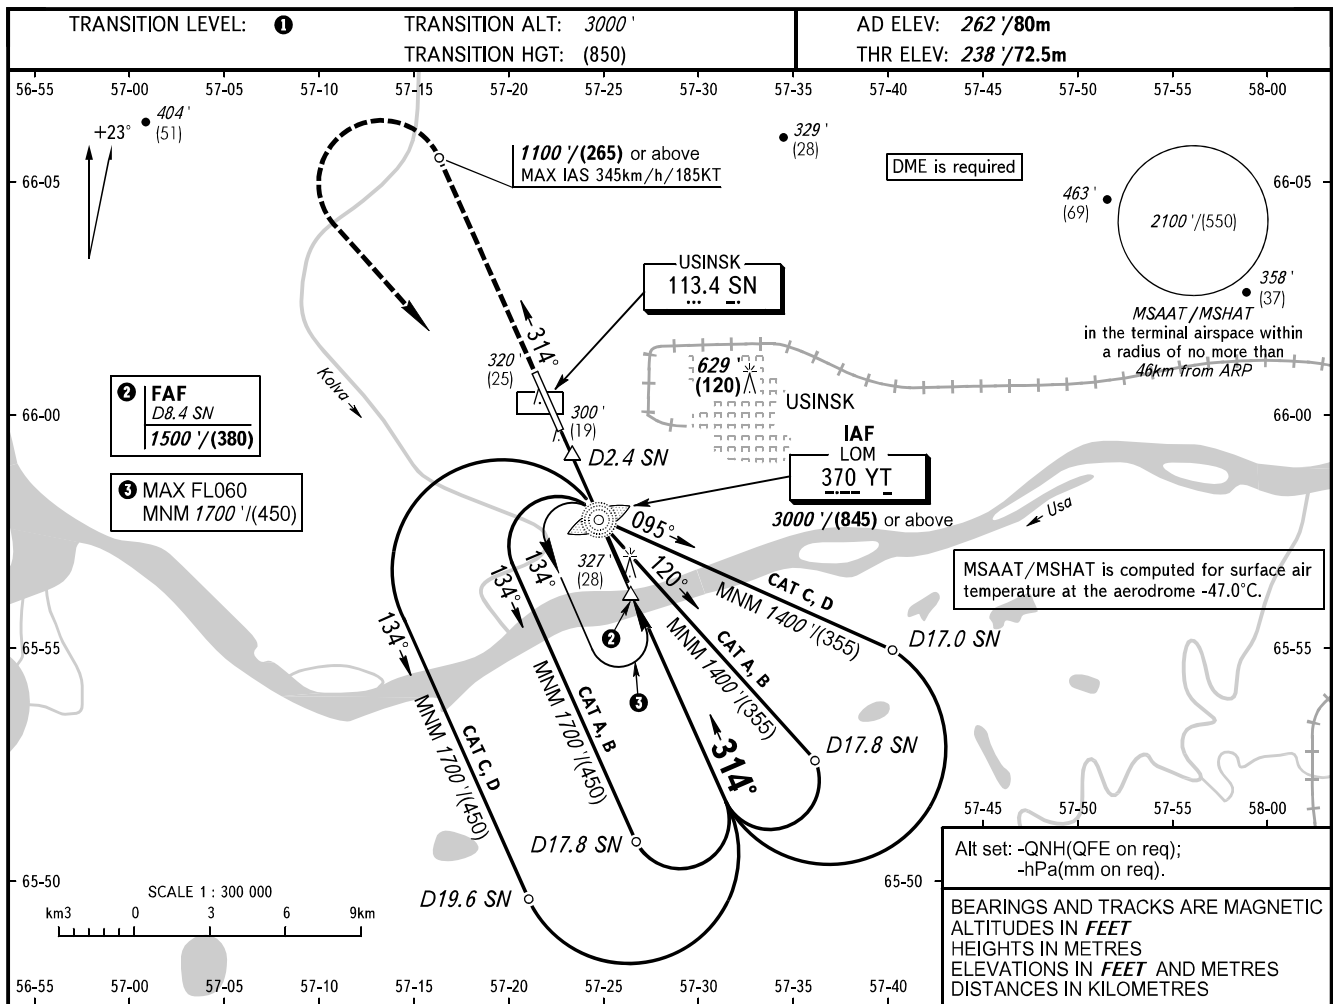 TRANSITION LEVEL: ❶
TRANSITION ALT: 3000 '
TRANSITION HGT: (850)
AD ELEV: 262 '/80m
THR ELEV: 238 '/72.5m
56-55 57-00 57-05 57-10 57-15 57-20 57-25 57-30 57-35 57-40 57-45 57-50 57-55 58-00
+23°
404 '
(51)
1100 '/(265) or above
MAX IAS 345km/h/185KT
329 '
(28)
DME is required
66-05
66-05
463 '
(69)
2100 '/(550)
358 '
(37)
MSAAT/MSHAT
in the terminal airspace within
a radius of no more than
46km from ARP
USINSK
113.4 SN
314°
320 '
(25)
300 '
(19)
629 '
(120)
USINSK
Kolva
❷ FAF
D8.4 SN
1500 '/(380)
66-00
66-00
D2.4 SN
IAF
LOM
370 YT
3000 '/(845) or above
❸ MAX FL060
MNM 1700 '/(450)
Usa
095°
120°
327 '
(28)
134°
134°
134°
MSAAT/MSHAT is computed for surface air
temperature at the aerodrome -47.0°C.
CAT C, D
MNM 1400 '/(355)
D17.0 SN
CAT A, B
MNM 1400 '/(355)
D17.8 SN
❷
❸
65-55
65-55
CAT A, B
MNM 1700 '/(450)
CAT C, D
MNM 1700 '/(450)
314°
D17.8 SN
D19.6 SN
57-45 57-50 57-55 58-00
Alt set: -QNH(QFE on req);
-hPa(mm on req).
65-50
65-50
SCALE 1 : 300 000
km3 0 3 6 9km
BEARINGS AND TRACKS ARE MAGNETIC
ALTITUDES IN FEET
HEIGHTS IN METRES
ELEVATIONS IN FEET AND METRES
DISTANCES IN KILOMETRES
56-55 57-00 57-05 57-10 57-15 57-20 57-25 57-30 57-35 57-40